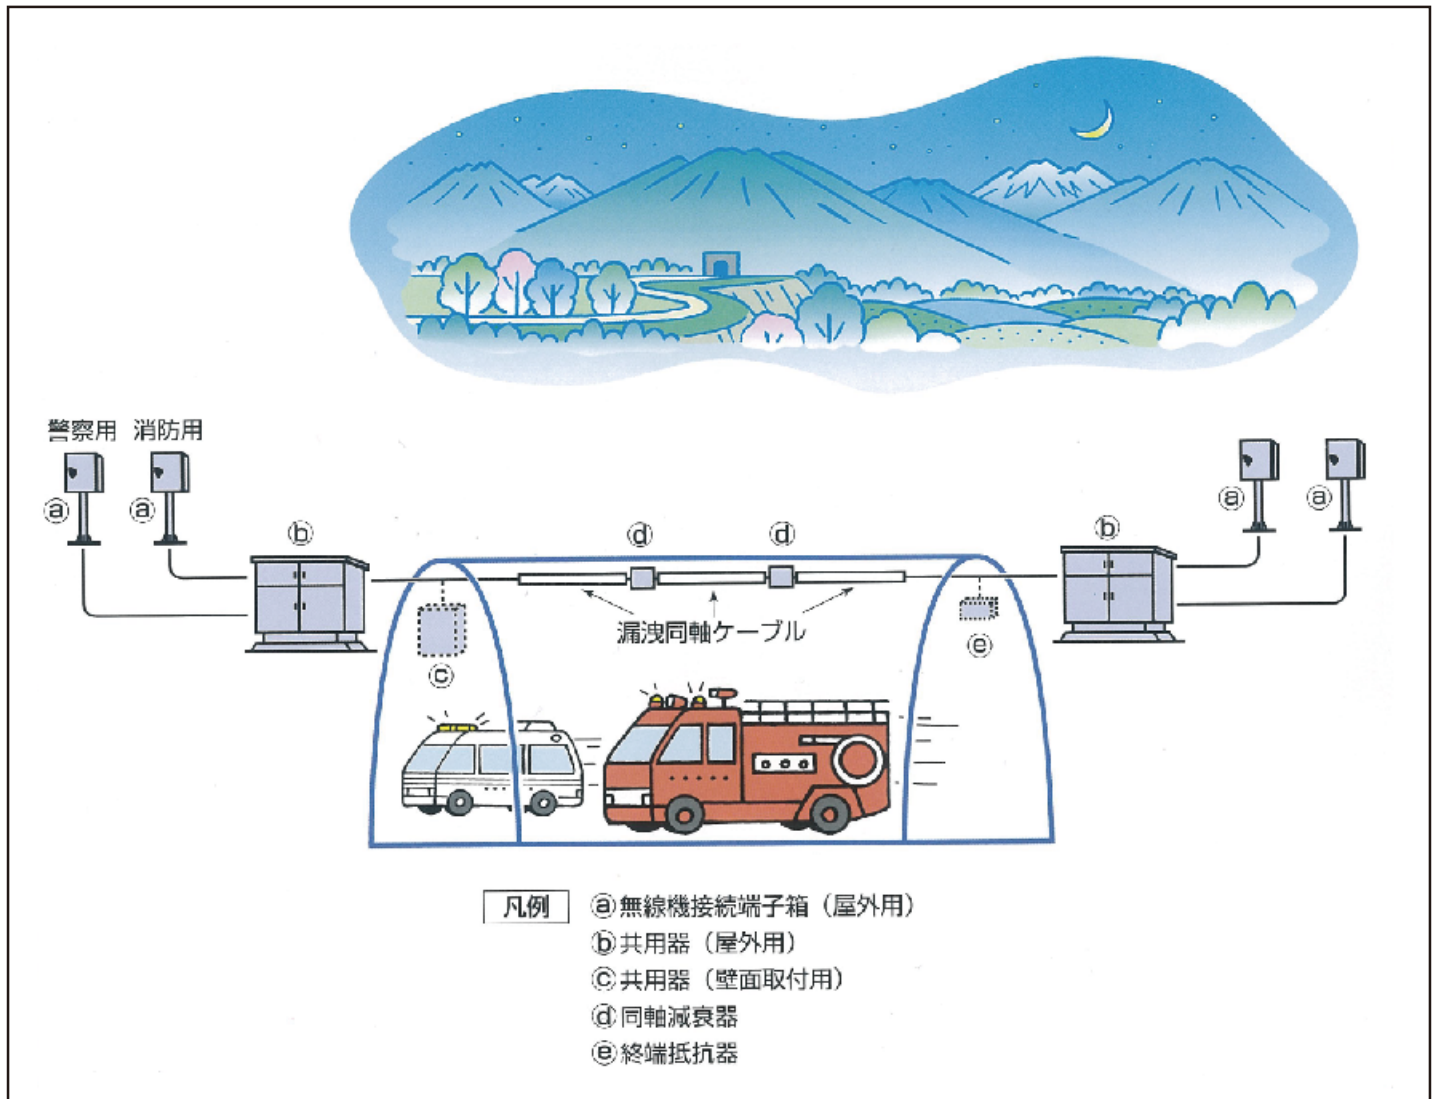 警察用 消防用
ⓐ ⓐ ⓐ ⓐ
ⓑ ⓓ ⓓ ⓑ
漏洩同軸ケーブル
ⓒ ⓔ
凡例 ⓐ無線機接続端子箱（屋外用）
ⓑ共用器（屋外用）
ⓒ共用器（壁面取付用）
ⓓ同軸減衰器
ⓔ終端抵抗器